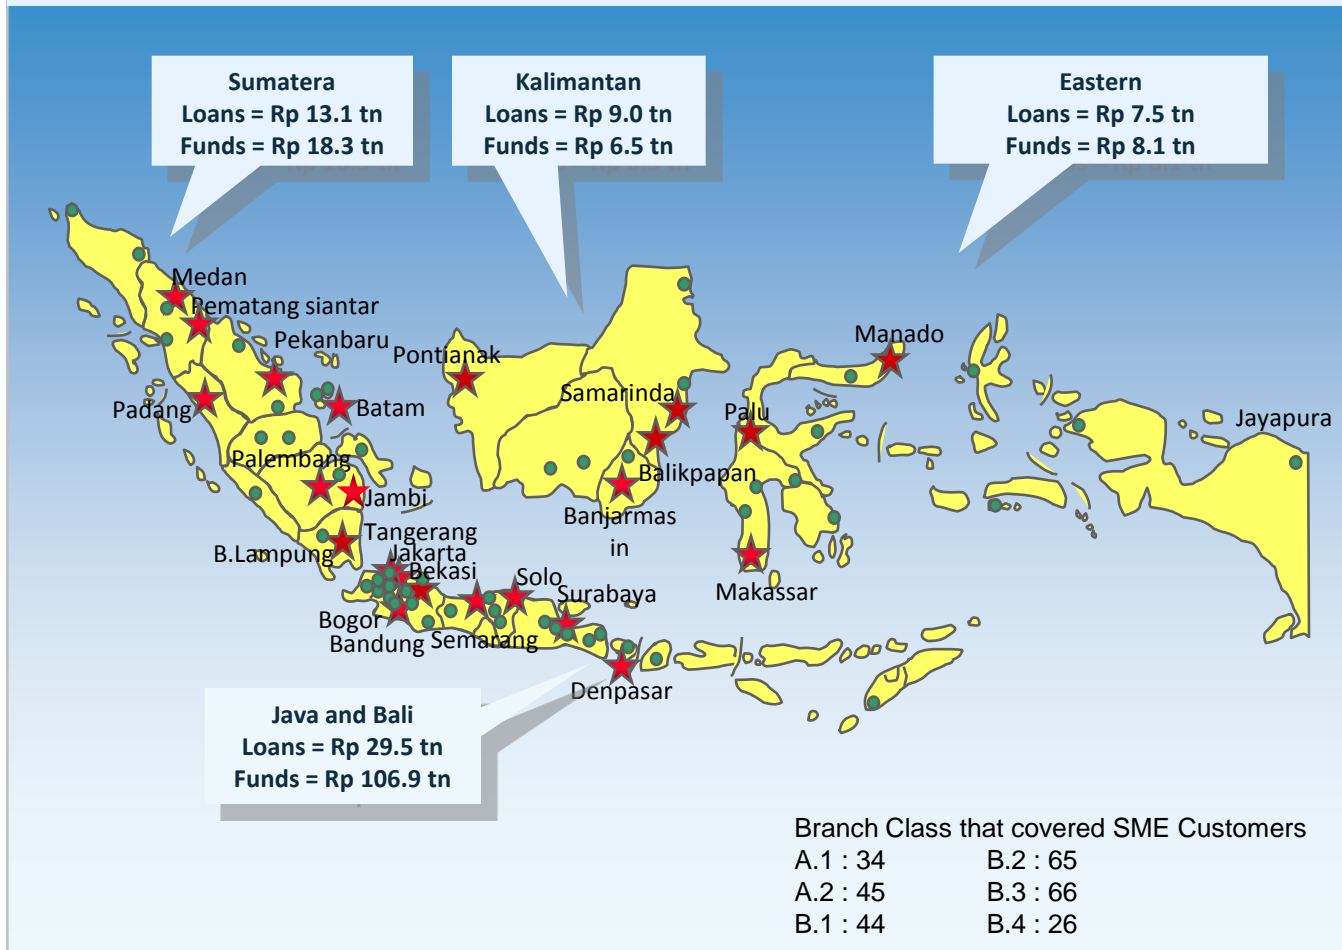 Sumatera
Loans = Rp 13.1 tn
Funds = Rp 18.3 tn
Kalimantan
Loans = Rp 9.0 tn
Funds = Rp 6.5 tn
Eastern
Loans = Rp 7.5 tn
Funds = Rp 8.1 tn
Medan
Pematang siantar
Pekanbaru
Padang
Batam
Palembang
Jambi
B.Lampung
Tangerang
Jakarta
Bekasi
Bogor
Bandung
Semarang
Solo
Surabaya
Denpasar
Pontianak
Samarinda
Balikpapan
Banjarmas
in
Manado
Palu
Makassar
Jayapura
Java and Bali
Loans = Rp 29.5 tn
Funds = Rp 106.9 tn
Branch Class that covered SME Customers
A.1 : 34 B.2 : 65
A.2 : 45 B.3 : 66
B.1 : 44 B.4 : 26